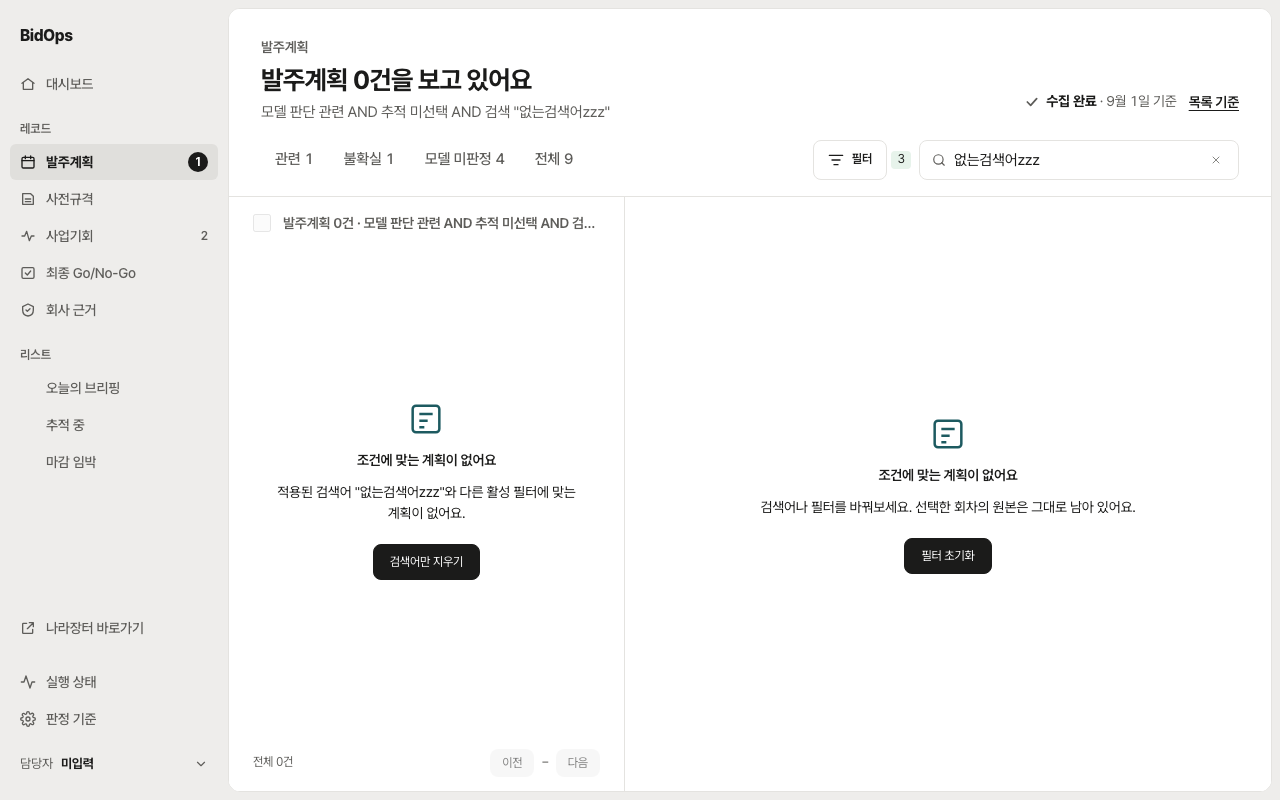 BidOps
대시보드
레코드
발주계획 1
사전규격
사업기회 2
최종 Go/No-Go
회사 근거
리스트
오늘의 브리핑
추적 중
마감 임박
나라장터 바로가기
실행 상태
판정 기준
담당자 미입력
발주계획
발주계획 0건을 보고 있어요
모델 판단 관련 AND 추적 미선택 AND 검색 "없는검색어zzz"
수집 완료 · 9월 1일 기준 목록 기준
관련 1 불확실 1 모델 미판정 4 전체 9
필터 3 없는검색어zzz
발주계획 0건 · 모델 판단 관련 AND 추적 미선택 AND 검...
조건에 맞는 계획이 없어요
적용된 검색어 "없는검색어zzz"와 다른 활성 필터에 맞는
계획이 없어요.
검색어만 지우기
전체 0건 이전 – 다음
조건에 맞는 계획이 없어요
검색어나 필터를 바꿔보세요. 선택한 회차의 원본은 그대로 남아 있어요.
필터 초기화